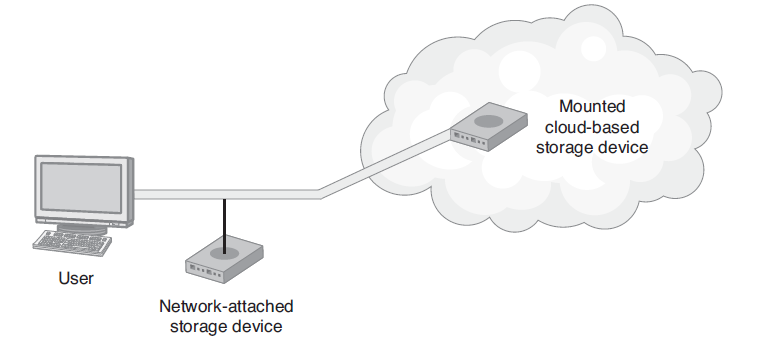 Mounted
cloud-based
storage device
User
Network-attached
storage device